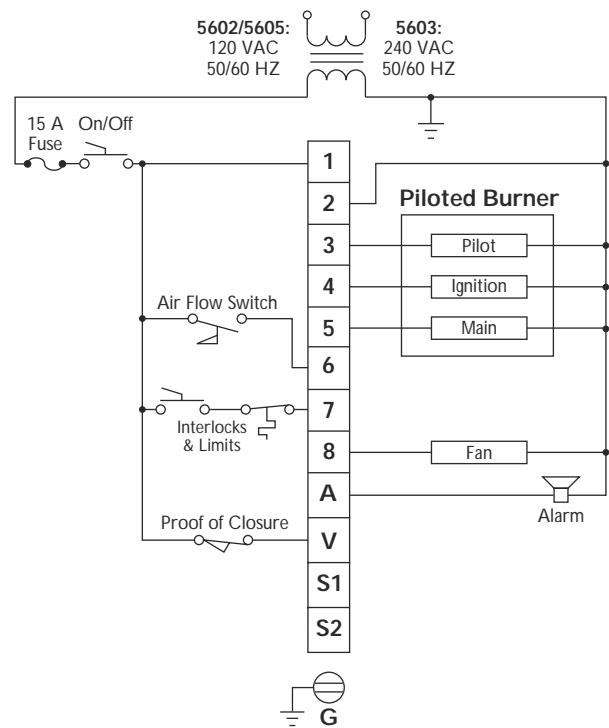 5602/5605:
120 VAC
50/60 HZ
5603:
240 VAC
50/60 HZ
15 A
Fuse
On/Off
1
2
Piloted Burner
3
Pilot
4
Ignition
5
Main
Air Flow Switch
6
7
Interlocks
& Limits
8
Fan
A
Alarm
Proof of Closure
V
S1
S2
G